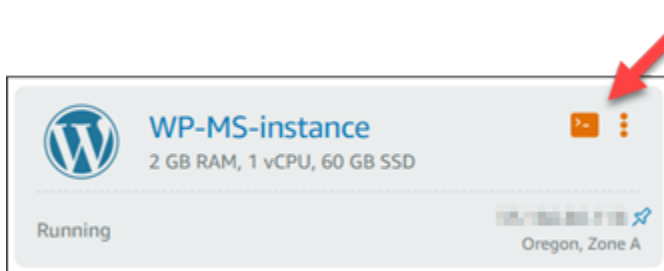 WP-MS-instance
2 GB RAM, 1 vCPU, 60 GB SSD
Running
Oregon, Zone A